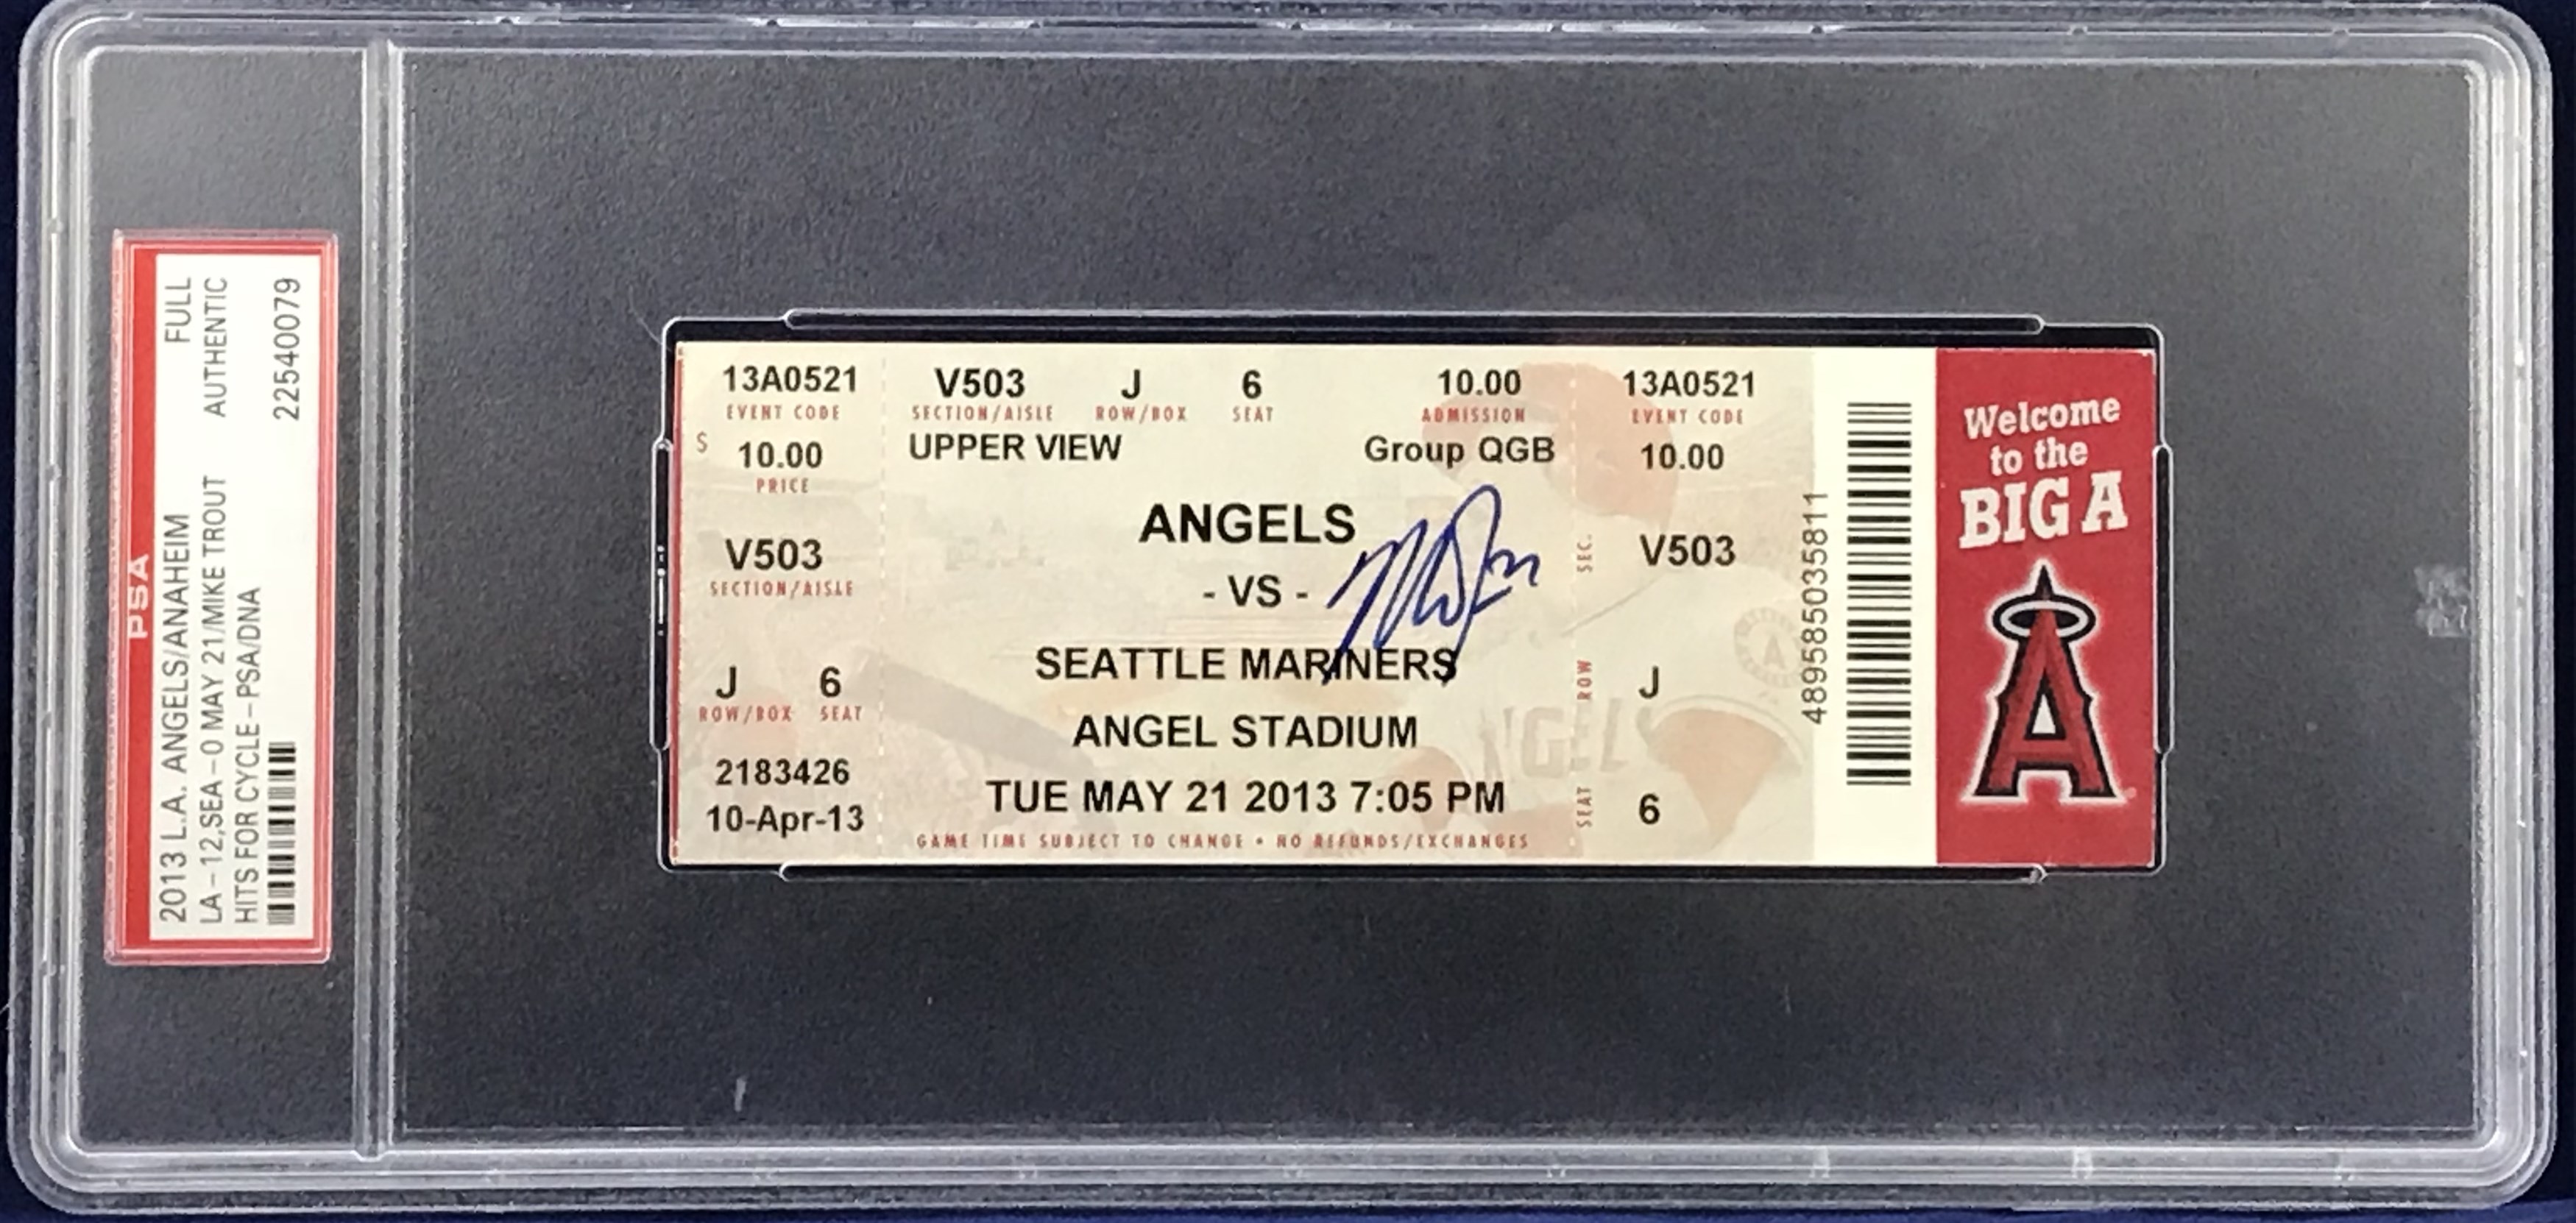 PSA
2013 L.A. ANGELS/ANAHEIM FULL
LA-12,SEA-0 MAY 21/MIKE TROUT AUTHENTIC
HITS FOR CYCLE-PSA/DNA
22540079
13A0521
EVENT CODE
$ 10.00
PRICE
V503
SECTION/AISLE
J 6
ROW/BOX SEAT
2183426
10-Apr-13
V503 J 6 10.00
SECTION/AISLE ROW/BOX SEAT ADMISSION
UPPER VIEW Group QGB
ANGELS
- VS -
SEATTLE MARINERS
ANGEL STADIUM
TUE MAY 21 2013 7:05 PM
GAME TIME SUBJECT TO CHANGE • NO REFUNDS/EXCHANGES
13A0521
EVENT CODE
10.00
SEC. V503
ROW J
SEAT 6
4895850358​11
Welcome
to the
BIG A
A